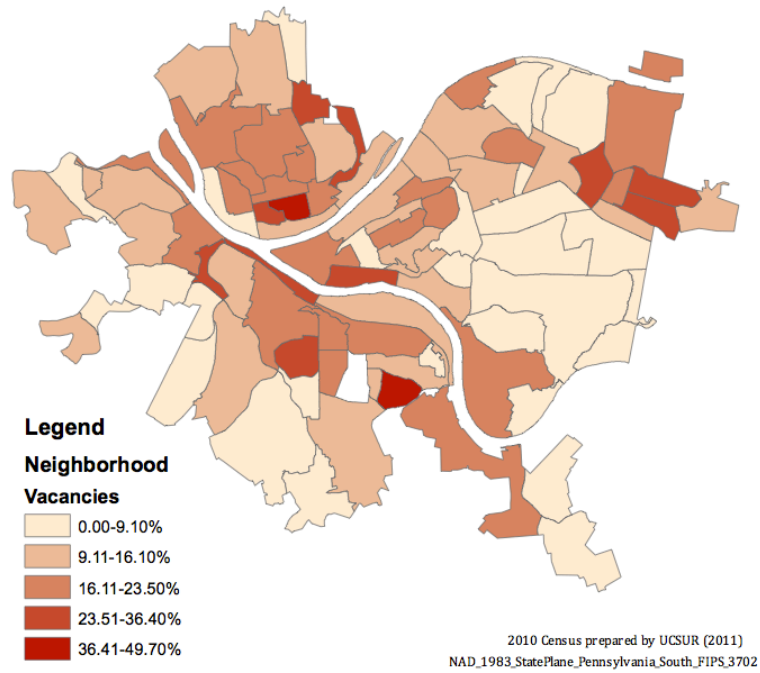 Legend
Neighborhood
Vacancies
0.00-9.10%
9.11-16.10%
16.11-23.50%
23.51-36.40%
36.41-49.70%
2010 Census prepared by UCSUR (2011)
NAD_1983_StatePlane_Pennsylvania_South_FIPS_3702